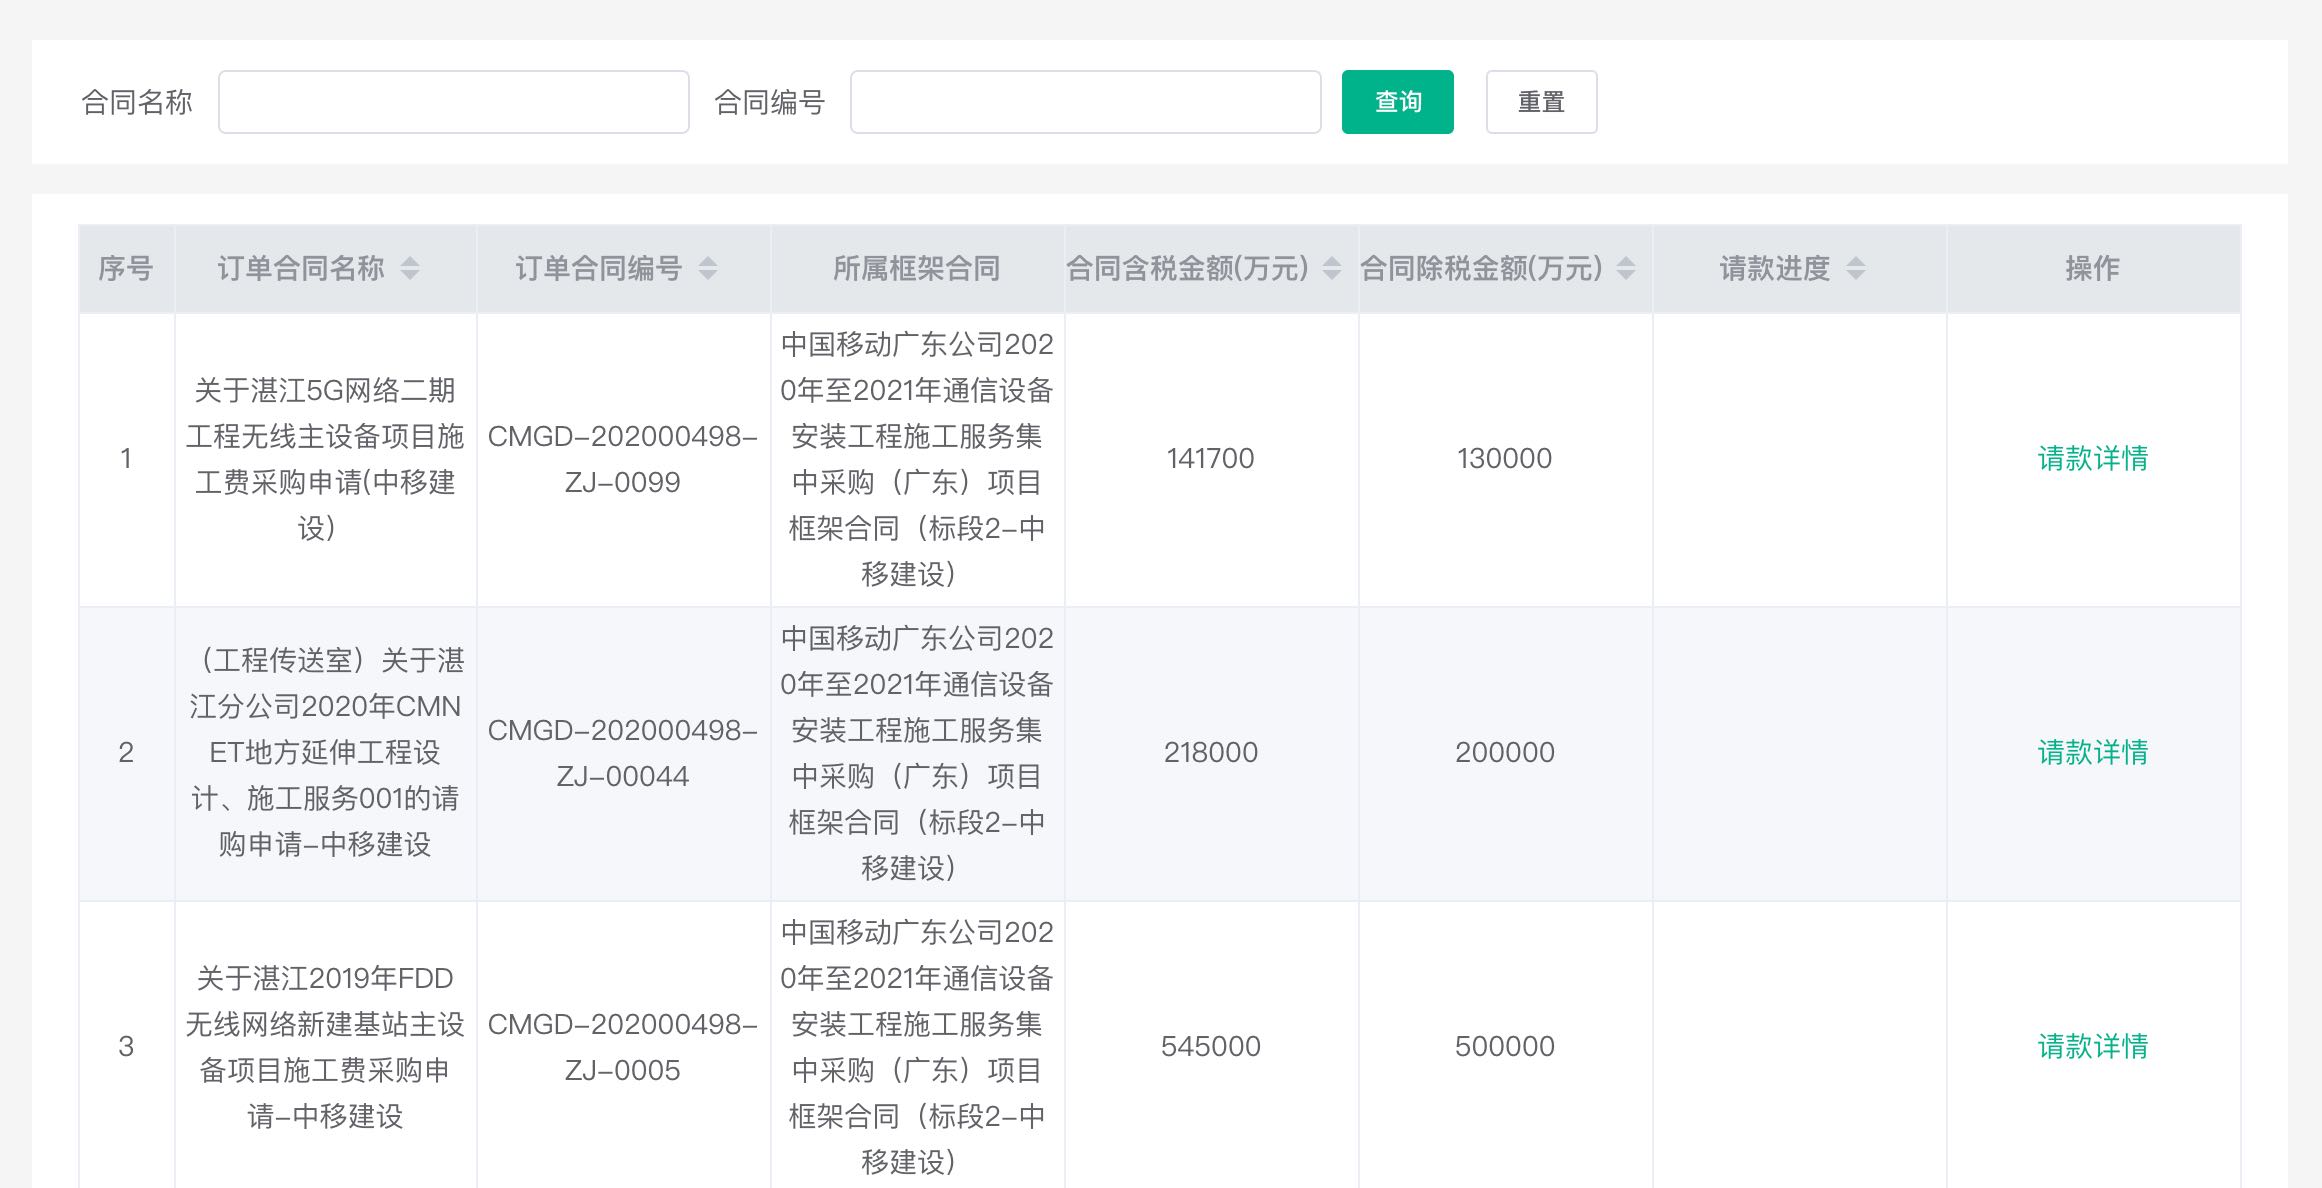 合同名称
合同编号
查询
重置
序号
订单合同名称
订单合同编号
所属框架合同
合同含税金额(万元)
合同除税金额(万元)
请款进度
操作
1
关于湛江5G网络二期
工程无线主设备项目施
工费采购申请(中移建
设）
CMGD-202000498-
ZJ-0099
中国移动广东公司202
0年至2021年通信设备
安装工程施工服务集
中采购（广东）项目
框架合同（标段2-中
移建设）
141700
130000
请款详情
2
（工程传送室）关于湛
江分公司2020年CMN
ET地方延伸工程设
计、施工服务001的请
购申请-中移建设
CMGD-202000498-
ZJ-00044
中国移动广东公司202
0年至2021年通信设备
安装工程施工服务集
中采购（广东）项目
框架合同（标段2-中
移建设）
218000
200000
请款详情
3
关于湛江2019年FDD
无线网络新建基站主设
备项目施工费采购申
请-中移建设
CMGD-202000498-
ZJ-0005
中国移动广东公司202
0年至2021年通信设备
安装工程施工服务集
中采购（广东）项目
框架合同（标段2-中
移建设）
545000
500000
请款详情